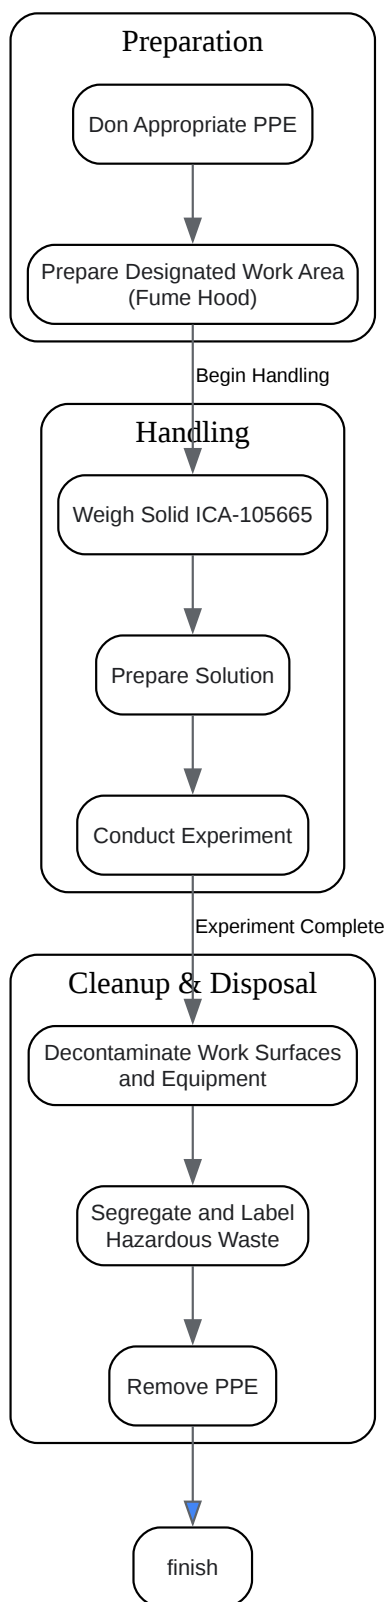 Preparation
Don Appropriate PPE
Prepare Designated Work Area
(Fume Hood)
Begin Handling
Handling
Weigh Solid ICA-105665
Prepare Solution
Conduct Experiment
Experiment Complete
Cleanup & Disposal
Decontaminate Work Surfaces
and Equipment
Segregate and Label
Hazardous Waste
Remove PPE
finish